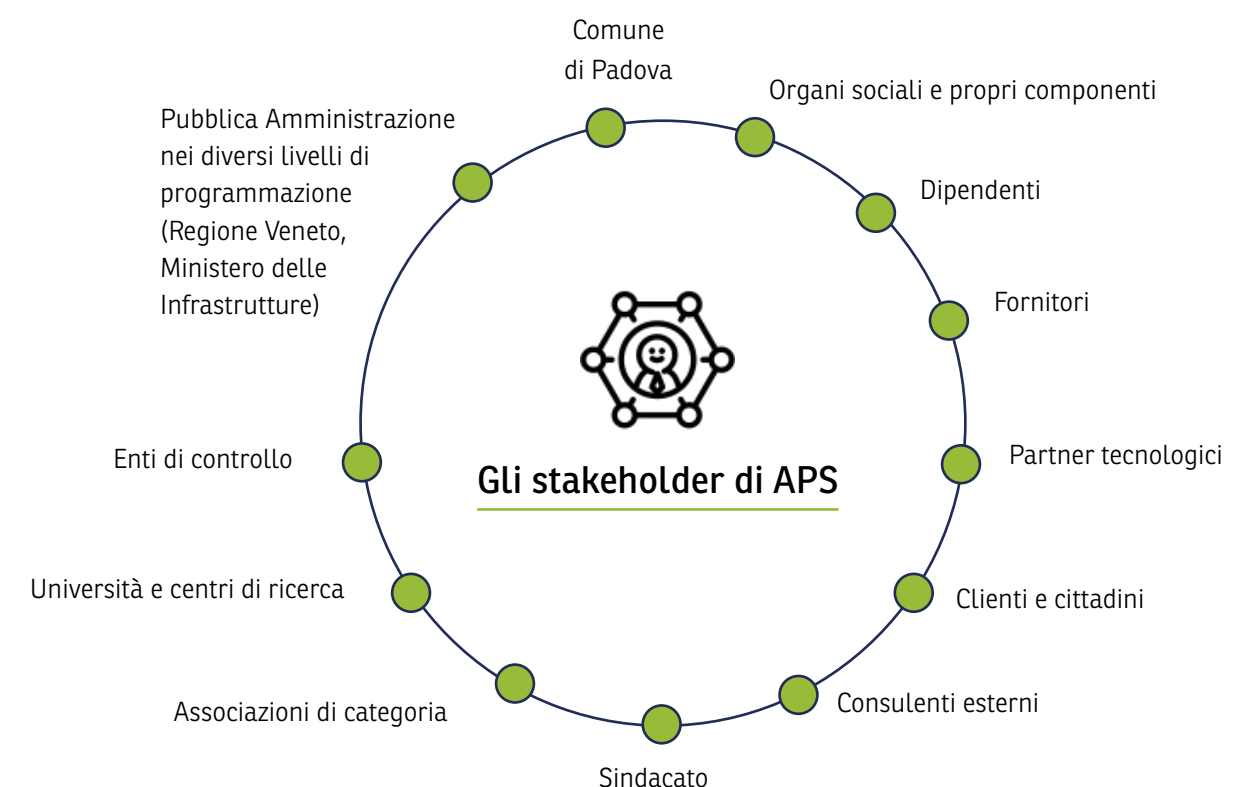 Comune
di Padova
Organi sociali e propri componenti
Pubblica Amministrazione
nei diversi livelli di
programmazione
(Regione Veneto,
Ministero delle
Infrastrutture)
Dipendenti
Fornitori
Enti di controllo
Gli stakeholder di APS
Partner tecnologici
Università e centri di ricerca
Clienti e cittadini
Associazioni di categoria
Consulenti esterni
Sindacato